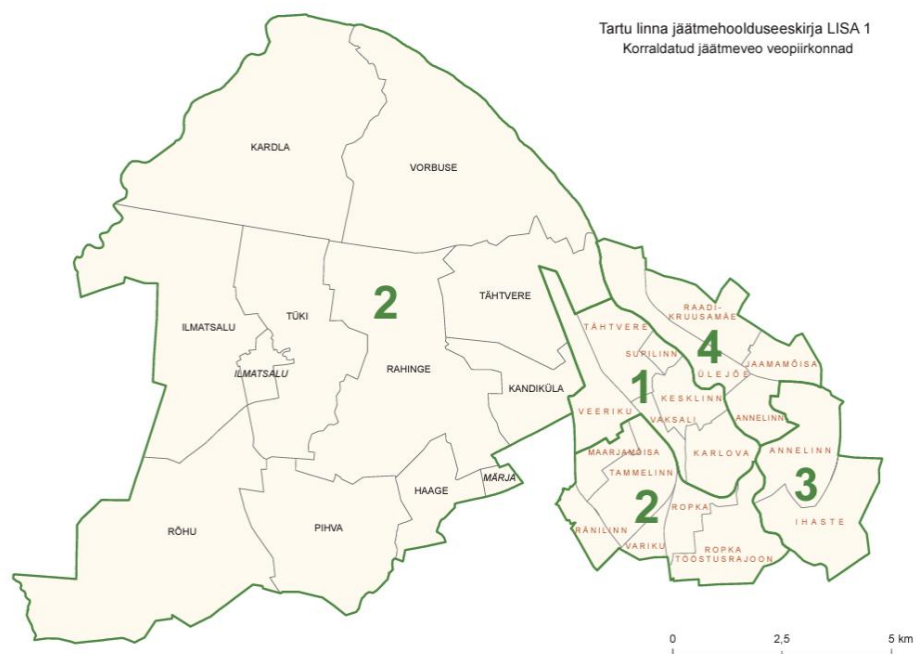 Tartu linna jäätmehoolduseeskirja LISA 1
Korraldatud jäätmeveo veopiirkonnad
KARDLA
VORBUSE
2
TÄHTVERE
TÜKI
ILMATSALU
ILMATSALU
RAHINGE
KANDIKÜLA
MÄRJA
HAAGE
PIHVA
RÕHU
RAADI-
KRUUSAMÄE
TÄHTVERE
4
SUPILINN
JAAMAMÕISA
ÜLEJÕE
1
KESKLINN
VEERIKU
VAKSALI
ANNELINN
ANNELINN
KARLOVA
MAARJAMÕISA
TAMMELINN
3
2
ROPKA
IHASTE
RÄNILINN
VARIKU
ROPKA
TÖÖSTUSRAJOON
0
2,5
5 km